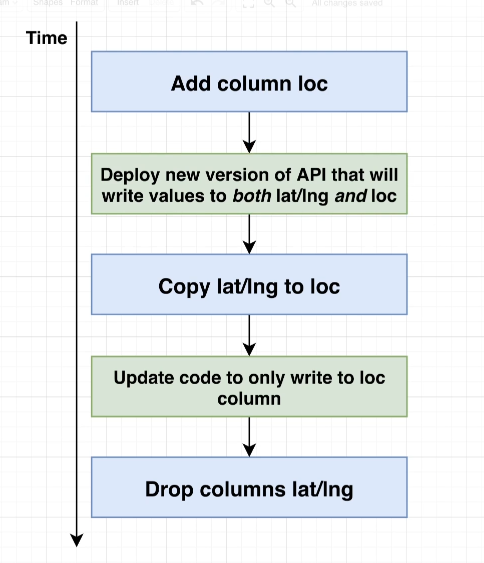 Shapes Format Insert All changes saved
Time
Add column loc
Deploy new version of API that will
write values to both lat/lng and loc
Copy lat/lng to loc
Update code to only write to loc
column
Drop columns lat/lng